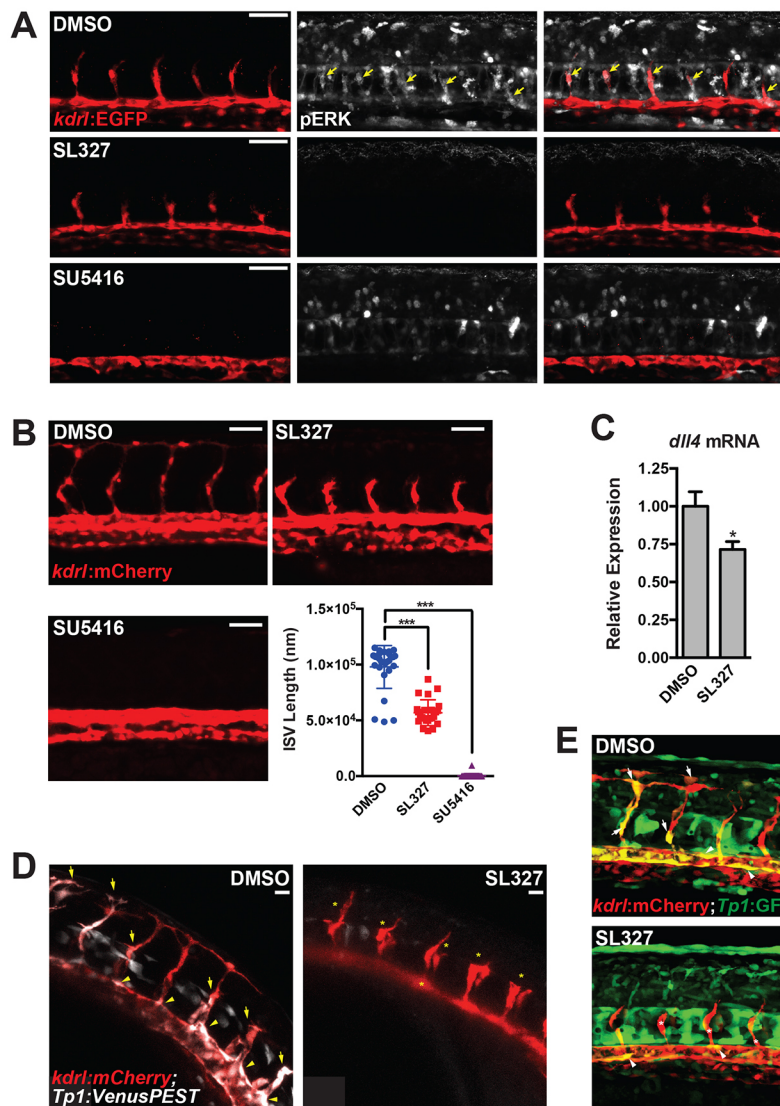 A
DMSO
kdrl:EGFP
pERK
SL327
SU5416
B
DMSO
SL327
kdrl:mCherry
SU5416
1.5×10⁵
1.0×10⁵
5.0×10⁴
0.0
ISV Length (nm)
***
***
DMSO
SL327
SU5416
C
dll4 mRNA
Relative Expression
1.25
1.00
0.75
0.50
0.25
0.00
*
DMSO
SL327
D
DMSO
kdrl:mCherry;
Tp1:VenusPEST
SL327
E
DMSO
kdrl:mCherry;Tp1:GF
SL327